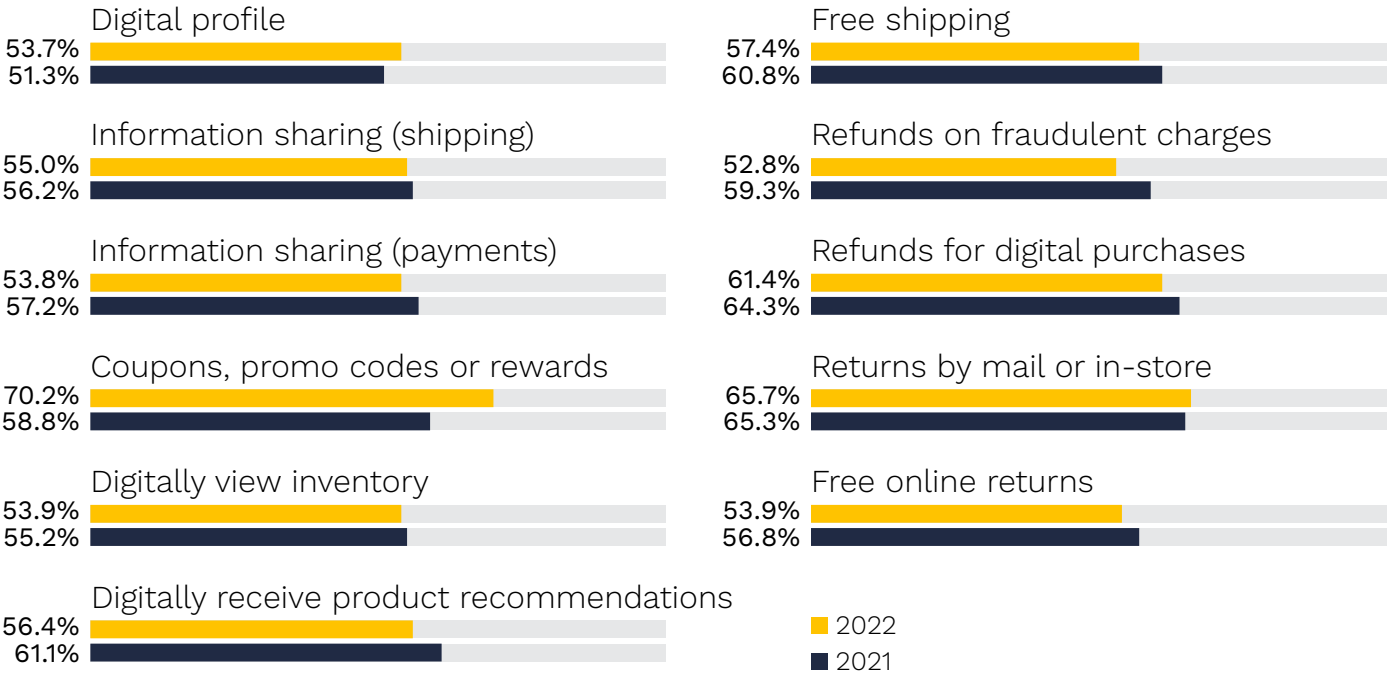 Digital profile
53.7%
51.3%
Information sharing (shipping)
55.0%
56.2%
Information sharing (payments)
53.8%
57.2%
Coupons, promo codes or rewards
70.2%
58.8%
Digitally view inventory
53.9%
55.2%
Digitally receive product recommendations
56.4%
61.1%
Free shipping
57.4%
60.8%
Refunds on fraudulent charges
52.8%
59.3%
Refunds for digital purchases
61.4%
64.3%
Returns by mail or in-store
65.7%
65.3%
Free online returns
53.9%
56.8%
2022
2021